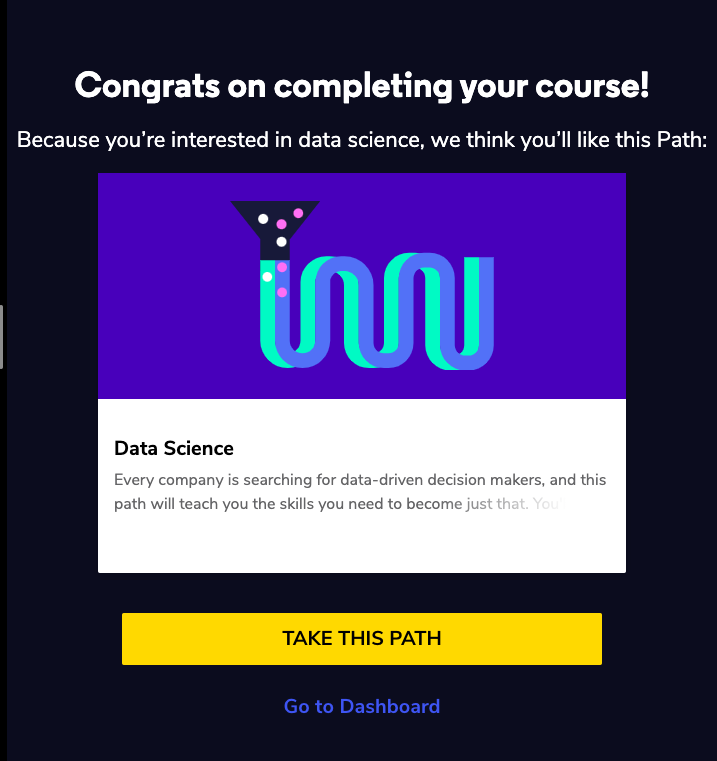 Congrats on completing your course!
Because you’re interested in data science, we think you’ll like this Path:
Data Science
Every company is searching for data-driven decision makers, and this
path will teach you the skills you need to become just that. You’
TAKE THIS PATH
Go to Dashboard